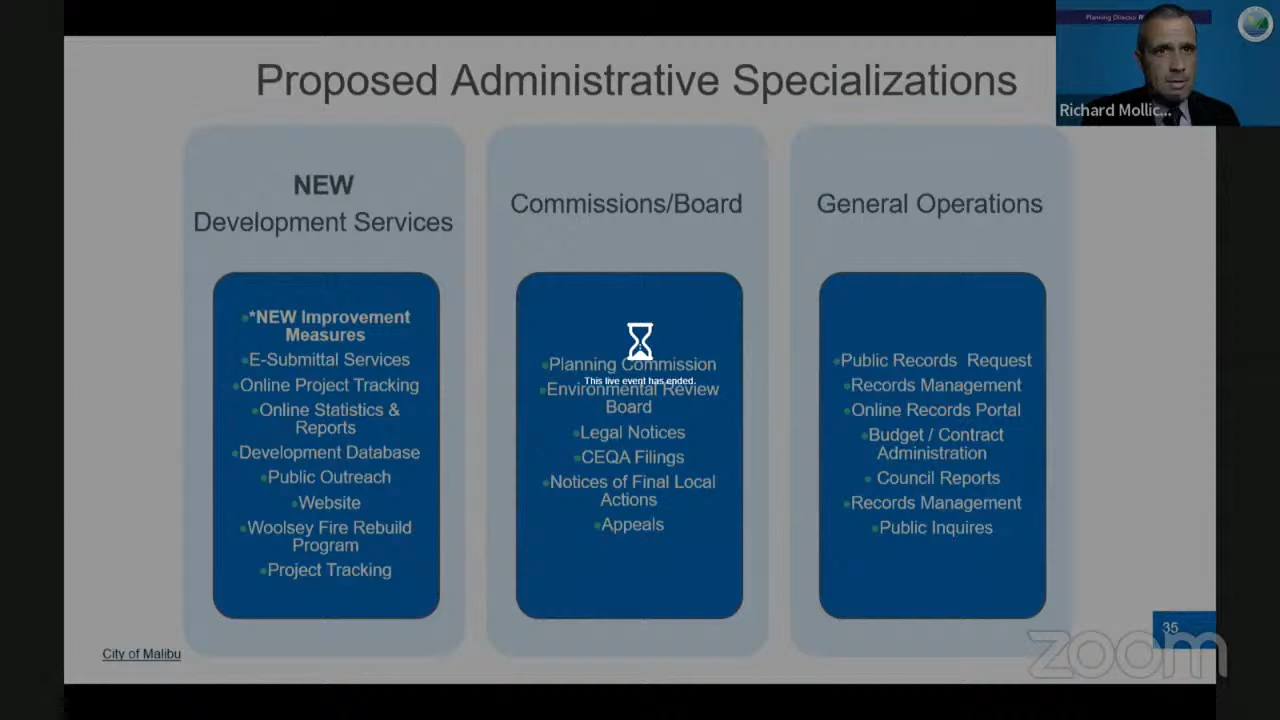 Planning Director
Richard Mollic...
Proposed Administrative Specializations
NEW
Development Services
•*NEW Improvement
Measures
•E-Submittal Services
•Online Project Tracking
•Online Statistics &
Reports
•Development Database
•Public Outreach
•Website
•Woolsey Fire Rebuild
Program
•Project Tracking
Commissions/Board
•Planning Commission
This live event has ended.
•Environmental Review
Board
•Legal Notices
•CEQA Filings
•Notices of Final Local
Actions
•Appeals
General Operations
•Public Records Request
•Records Management
•Online Records Portal
•Budget / Contract
Administration
• Council Reports
•Records Management
•Public Inquires
City of Malibu
35
zoom